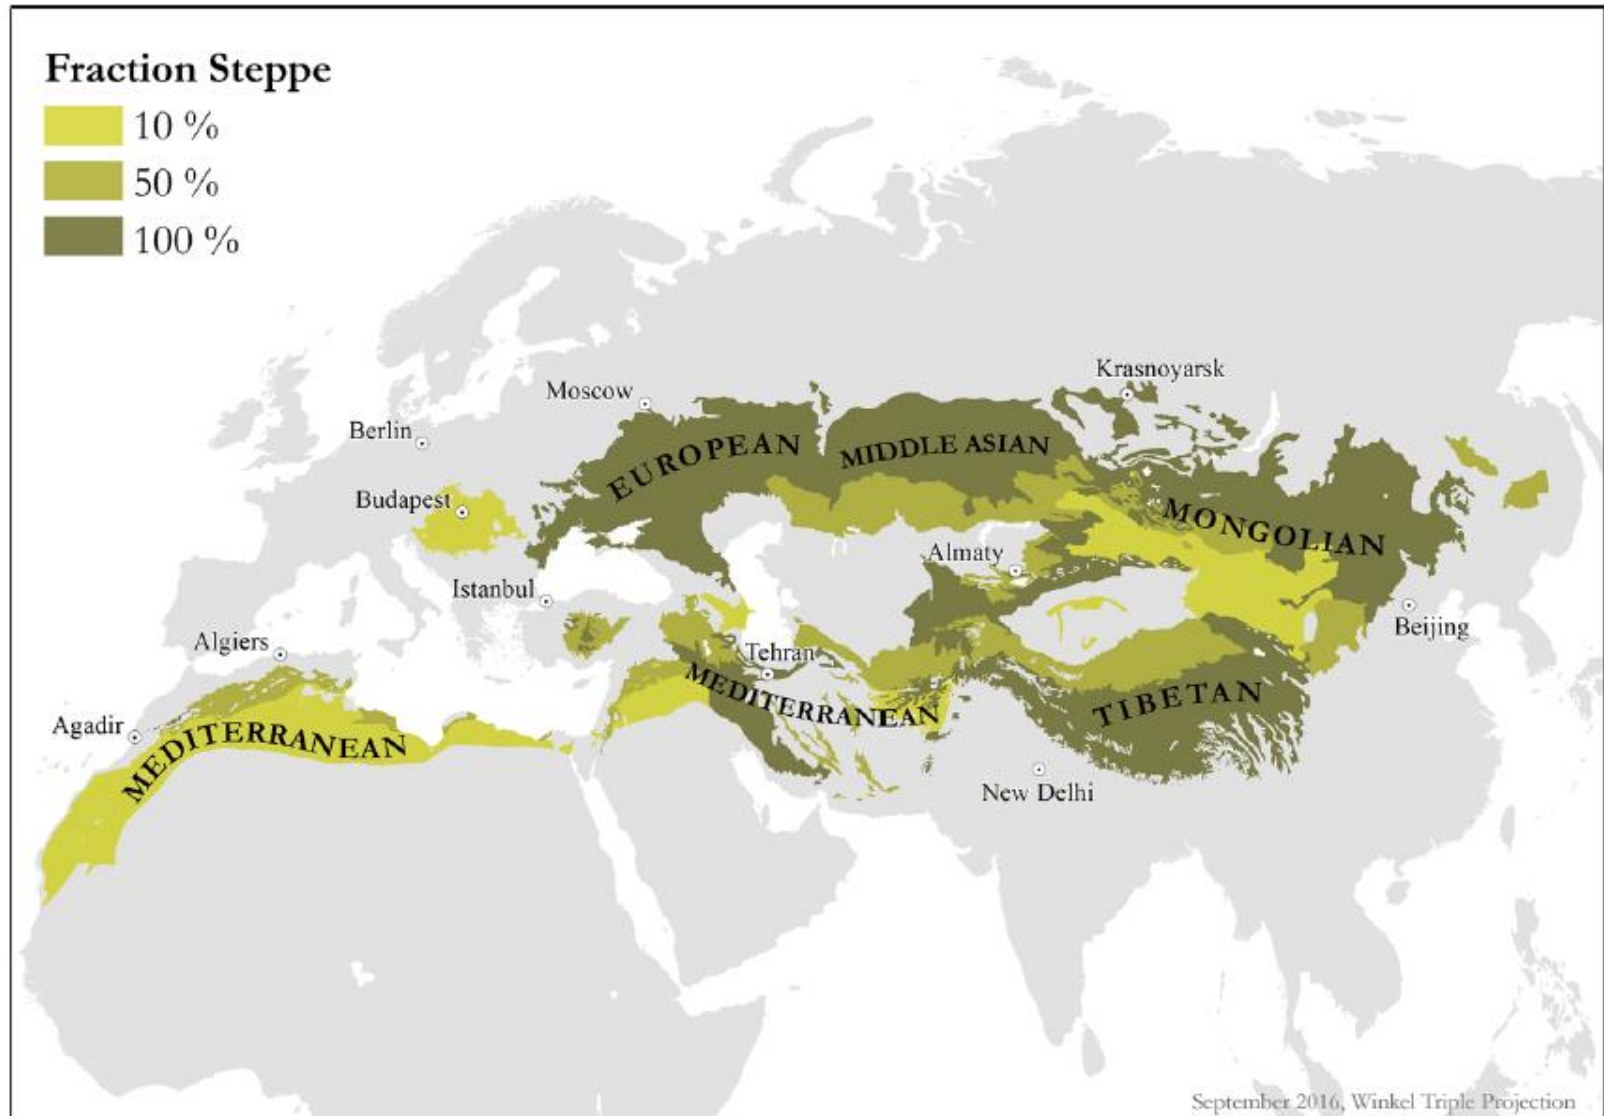 Fraction Steppe
10 %
50 %
100 %
Krasnoyarsk
Moscow
Berlin
EUROPEAN
MIDDLE ASIAN
Budapest
MONGOLIAN
Almaty
Istanbul
Beijing
Algiers
Tehran
MEDITERRANEAN
TIBETAN
Agadir
MEDITERRANEAN
New Delhi
September 2016, Winkel Triple Projection